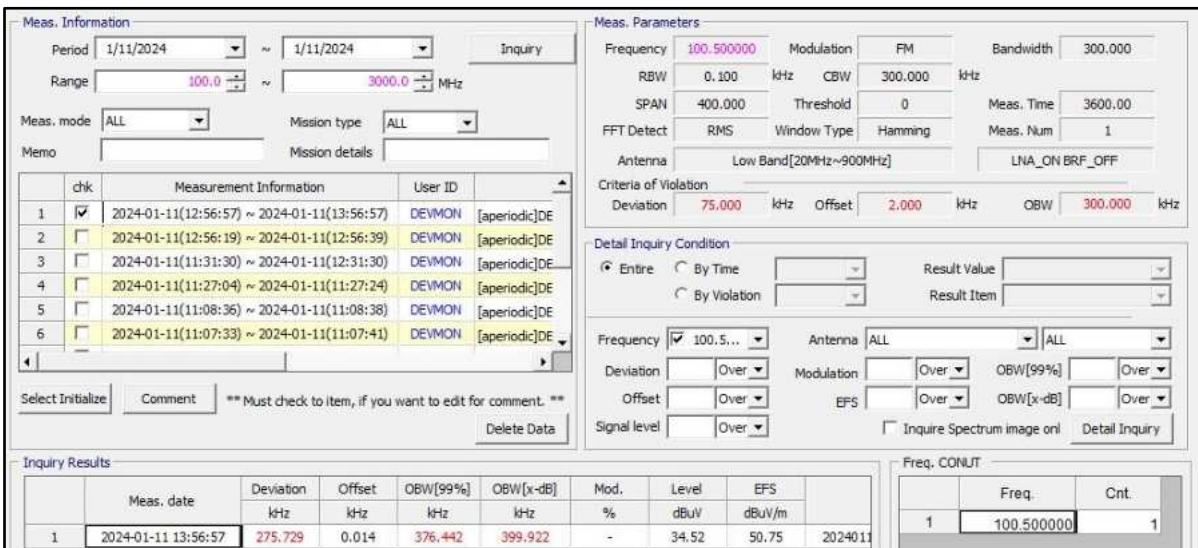 Meas. Information
Period 1/11/2024 ~ 1/11/2024 Inquiry
Range 100.0 ~ 3000.0 MHz
Meas. mode ALL Mission type ALL
Memo Mission details
chk Measurement Information User ID
1 2024-01-11(12:56:57) ~ 2024-01-11(13:56:57) DEVMON [aperiodic]DE
2 2024-01-11(12:56:19) ~ 2024-01-11(12:56:39) DEVMON [aperiodic]DE
3 2024-01-11(11:31:30) ~ 2024-01-11(12:31:30) DEVMON [aperiodic]DE
4 2024-01-11(11:27:04) ~ 2024-01-11(11:27:24) DEVMON [aperiodic]DE
5 2024-01-11(11:08:36) ~ 2024-01-11(11:08:38) DEVMON [aperiodic]DE
6 2024-01-11(11:07:33) ~ 2024-01-11(11:07:41) DEVMON [aperiodic]DE
Select Initialize Comment ** Must check to item, if you want to edit for comment. **
Delete Data
Meas. Parameters
Frequency 100.500000 Modulation FM Bandwidth 300.000
RBW 0.100 kHz CBW 300.000 kHz
SPAN 400.000 Threshold 0 Meas. Time 3600.00
FFT Detect RMS Window Type Hamming Meas. Num 1
Antenna Low Band[20MHz~900MHz] LNA_ON BRF_OFF
Criteria of Violation
Deviation 75.000 kHz Offset 2.000 kHz OBW 300.000 kHz
Detail Inquiry Condition
Entire By Time Result Value
By Violation Result Item
Frequency 100.5... Antenna ALL ALL
Deviation Over Modulation Over OBW[99%] Over
Offset Over EFS Over OBW[x-dB] Over
Signal level Over Inquire Spectrum image onl Detail Inquiry
Inquiry Results
Meas. date Deviation Offset OBW[99%] OBW[x-dB] Mod. Level EFS
kHz kHz kHz kHz % dBuV dBuV/m
1 2024-01-11 13:56:57 275.729 0.014 376.442 399.922 - 34.52 50.75 2024011
Freq. CONUT
Freq. Cnt.
1 100.500000 1